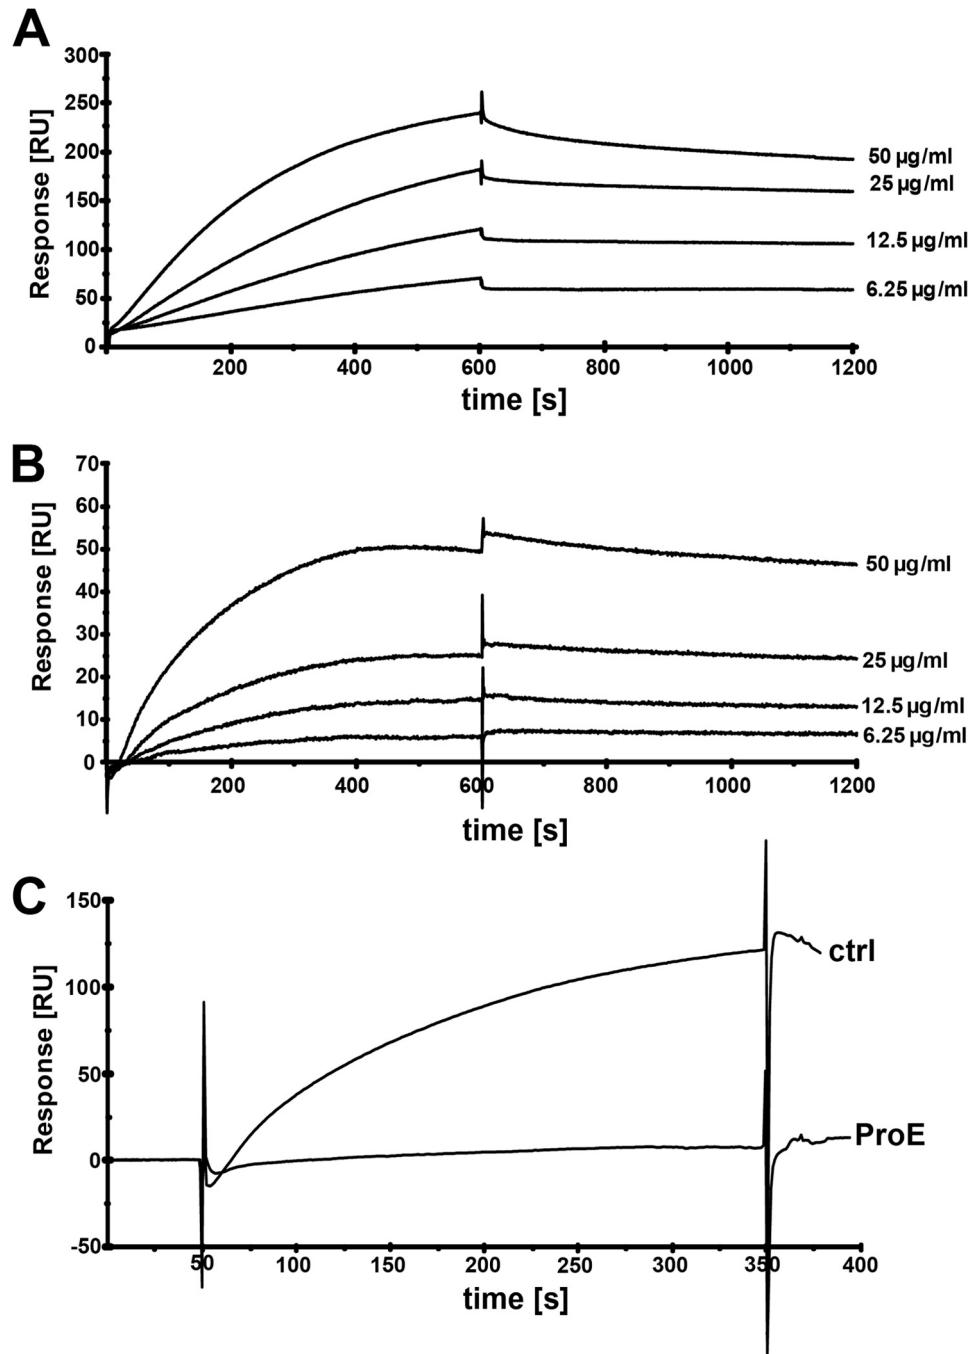 A
300
250
200
150
100
50
0
Response [RU]
50 µg/ml
25 µg/ml
12.5 µg/ml
6.25 µg/ml
200 400 600 800 1000 1200
time [s]
B
70
60
50
40
30
20
10
0
Response [RU]
50 µg/ml
25 µg/ml
12.5 µg/ml
6.25 µg/ml
200 400 600 800 1000 1200
time [s]
C
150
100
50
0
-50
Response [RU]
ctrl
ProE
50 100 150 200 250 300 350 400
time [s]